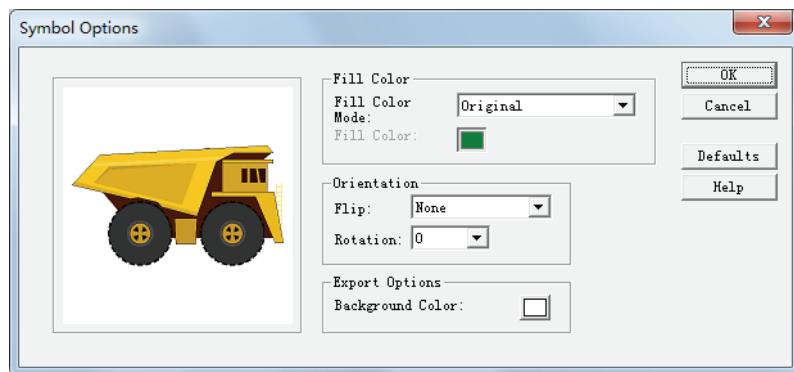 Symbol Options
Fill Color
Fill Color Mode:
Original
Fill Color:
Orientation
Flip:
None
Rotation:
0
Export Options
Background Color:
OK
Cancel
Defaults
Help